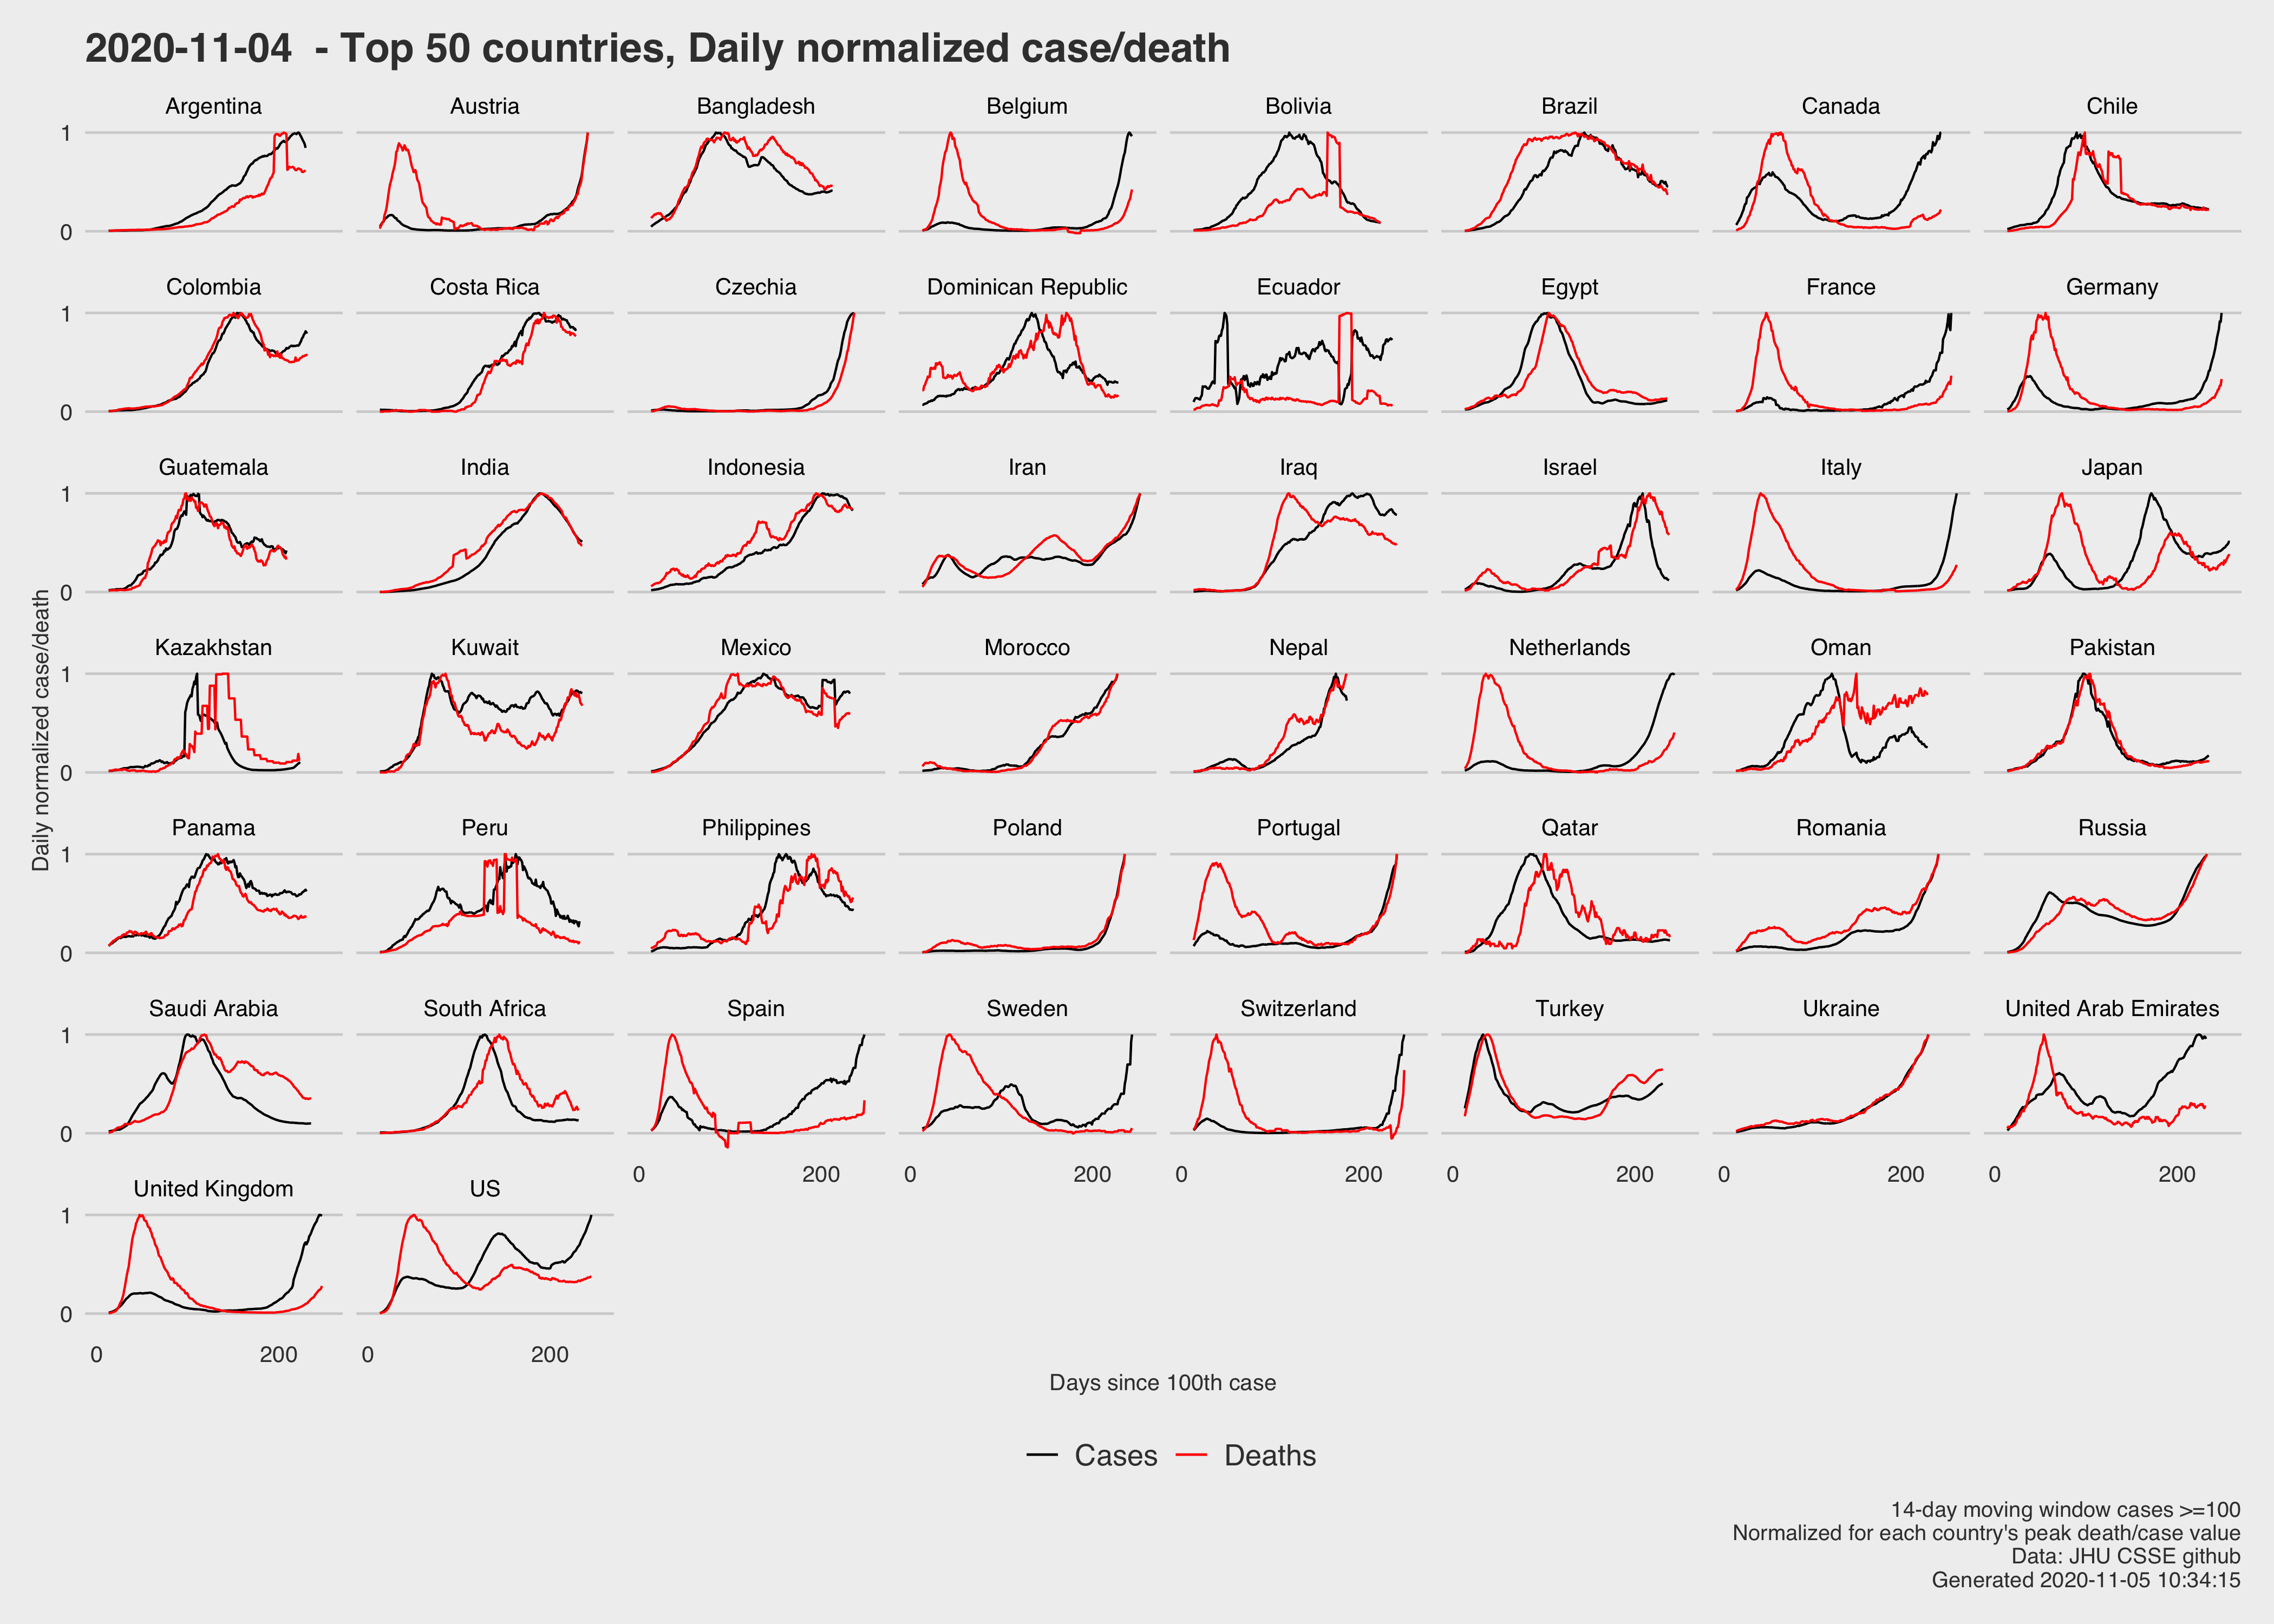 2020-11-04  - Top 50 countries, Daily normalized case/death
Argentina Austria Bangladesh Belgium Bolivia Brazil Canada Chile
1
0
Colombia Costa Rica Czechia Dominican Republic Ecuador Egypt France Germany
1
0
Guatemala India Indonesia Iran Iraq Israel Italy Japan
1
0
Daily normalized case/death
Kazakhstan Kuwait Mexico Morocco Nepal Netherlands Oman Pakistan
1
0
Panama Peru Philippines Poland Portugal Qatar Romania Russia
1
0
Saudi Arabia South Africa Spain Sweden Switzerland Turkey Ukraine United Arab Emirates
1
0
0 200 0 200 0 200 0 200 0 200 0 200
United Kingdom US
1
0
0 200 0 200
Days since 100th case
Cases Deaths
14-day moving window cases >=100
Normalized for each country's peak death/case value
Data: JHU CSSE github
Generated 2020-11-05 10:34:15